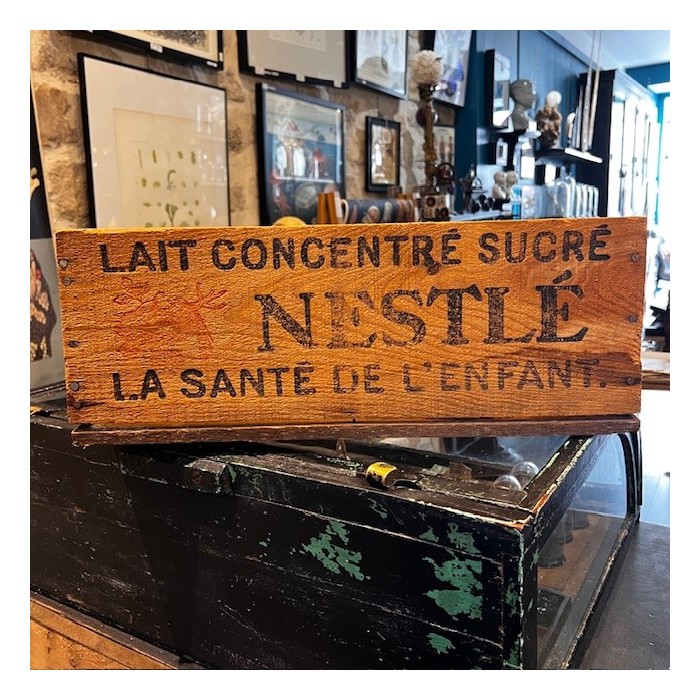 LAIT CONCENTRÉ SUCRÉ
NESTLÉ
LA SANTÉ DE L'ENFANT.